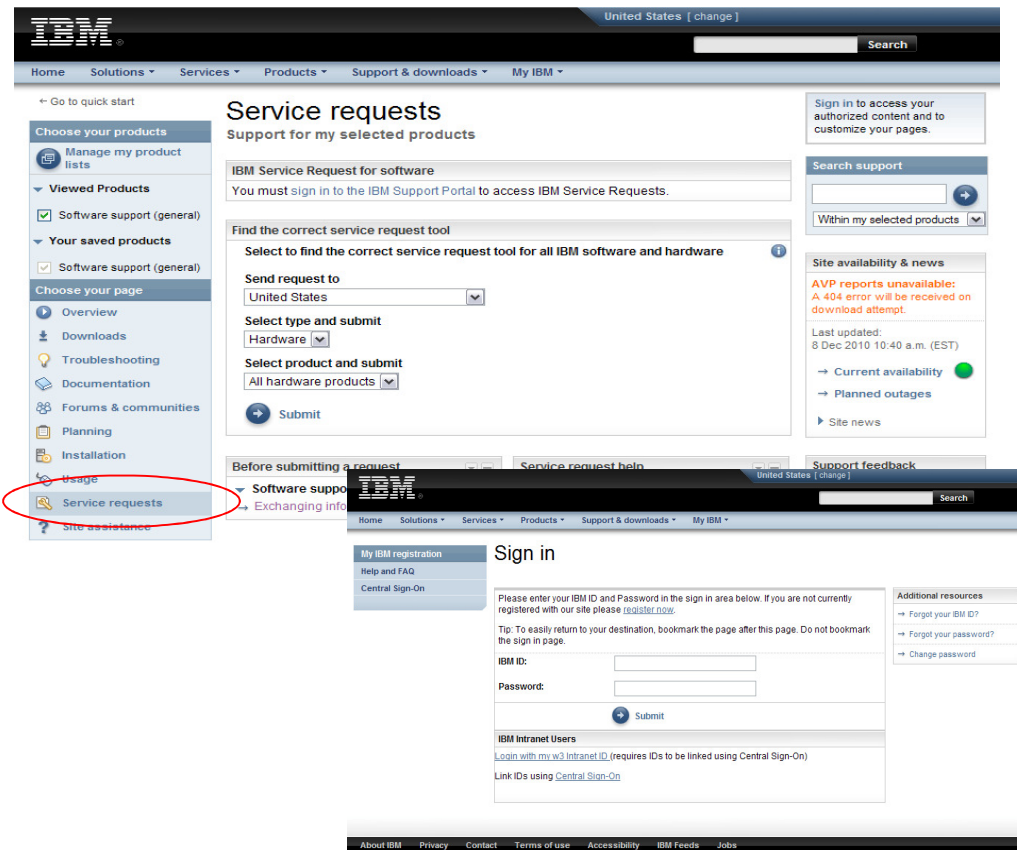 United States [ change ]
IBM ®
Search
Home Solutions Services Products Support & downloads My IBM
← Go to quick start
Choose your products
Manage my product
lists
Viewed Products
Software support (general)
Your saved products
Software support (general)
Choose your page
Overview
Downloads
Troubleshooting
Documentation
Forums & communities
Planning
Installation
Usage
Service requests
Site assistance
Service requests
Support for my selected products
IBM Service Request for software
You must sign in to the IBM Support Portal to access IBM Service Requests.
Find the correct service request tool
Select to find the correct service request tool for all IBM software and hardware
Send request to
United States
Select type and submit
Hardware
Select product and submit
All hardware products
Submit
Before submitting a request
Software suppo
→ Exchanging info
Service request help
Sign in to access your
authorized content and to
customize your pages.
Search support
Within my selected products
Site availability & news
AVP reports unavailable:
A 404 error will be received on
download attempt.
Last updated:
8 Dec 2010 10:40 a.m. (EST)
→ Current availability
→ Planned outages
Site news
Support feedback
United States [ change ]
IBM ®
Search
Home Solutions Services Products Support & downloads My IBM
My IBM registration
Help and FAQ
Central Sign-On
Sign in
Please enter your IBM ID and Password in the sign in area below. If you are not currently
registered with our site please register now.
Tip: To easily return to your destination, bookmark the page after this page. Do not bookmark
the sign in page.
IBM ID:
Password:
Submit
IBM Intranet Users
Login with my w3 Intranet ID (requires IDs to be linked using Central Sign-On)
Link IDs using Central Sign-On
Additional resources
→ Forgot your IBM ID?
→ Forgot your password?
→ Change password
About IBM Privacy Contact Terms of use Accessibility IBM Feeds Jobs